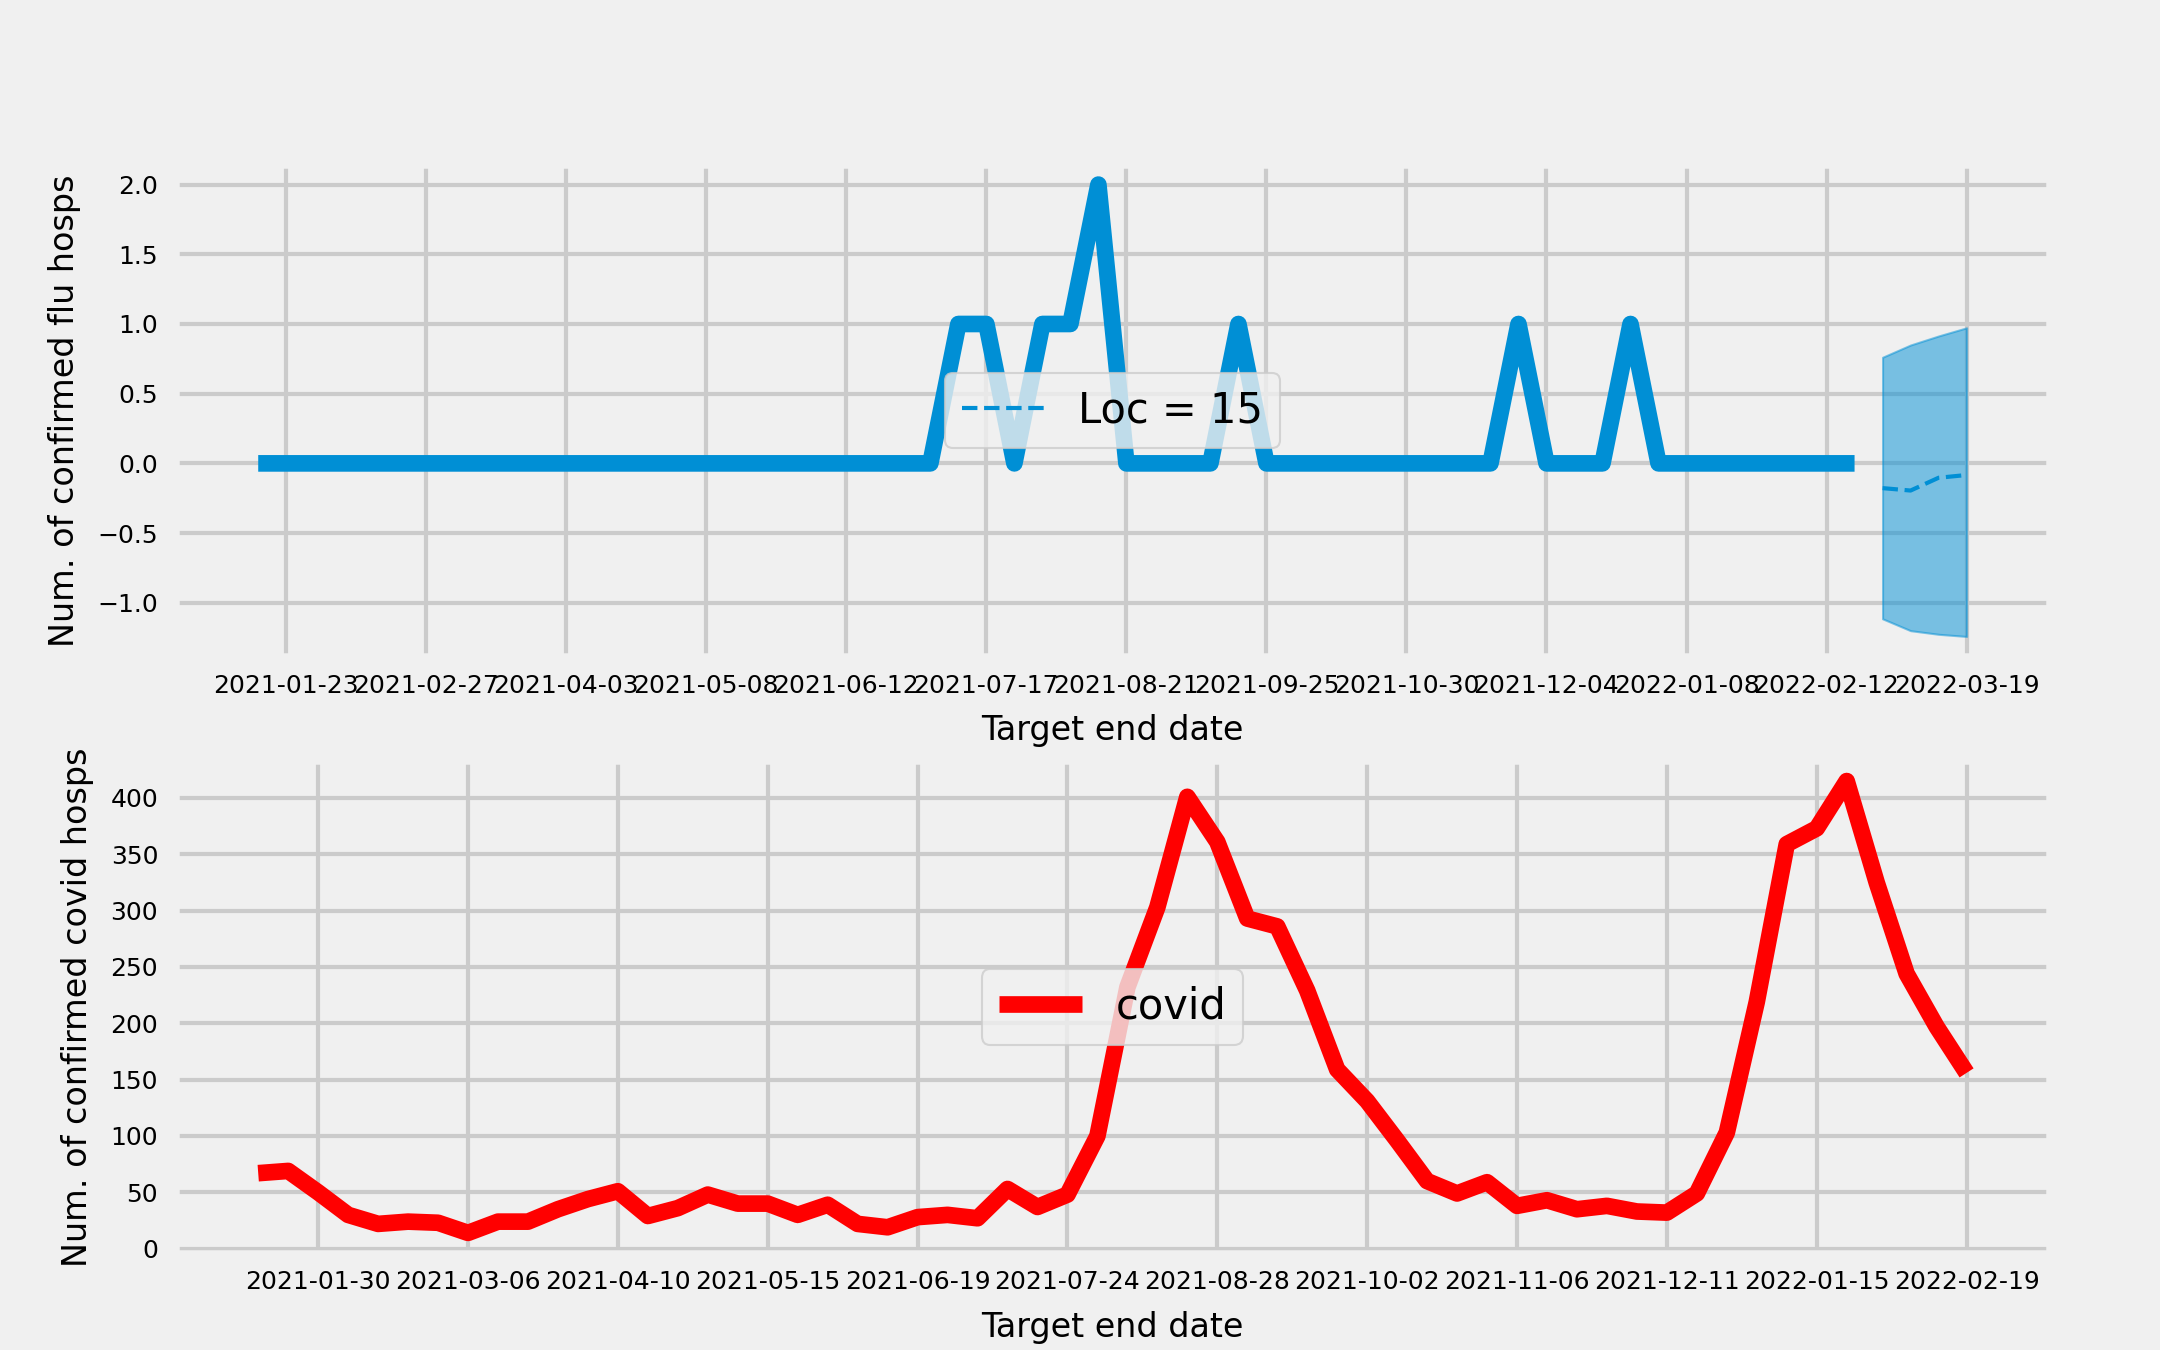 Num. of confirmed flu hosps
2.0
1.5
1.0
0.5
0.0
−0.5
−1.0
Loc = 15
2021-01-23 2021-02-27 2021-04-03 2021-05-08 2021-06-12 2021-07-17 2021-08-21 2021-09-25 2021-10-30 2021-12-04 2022-01-08 2022-02-12 2022-03-19
Target end date
Num. of confirmed covid hosps
400
350
300
250
200
150
100
50
0
covid
2021-01-30 2021-03-06 2021-04-10 2021-05-15 2021-06-19 2021-07-24 2021-08-28 2021-10-02 2021-11-06 2021-12-11 2022-01-15 2022-02-19
Target end date